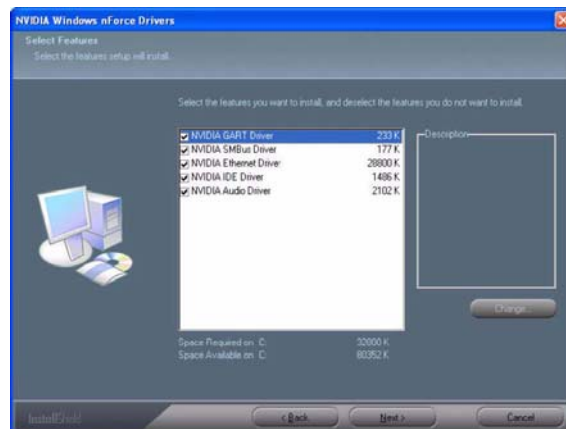 NVIDIA Windows nForce Drivers
Select Features
Select the features setup will install.
Select the features you want to install, and deselect the features you do not want to install.
NVIDIA GART Driver 233 K
NVIDIA SMBus Driver 177 K
NVIDIA Ethernet Driver 28800 K
NVIDIA IDE Driver 1486 K
NVIDIA Audio Driver 2102 K
Description
Change...
Space Required on C: 32000 K
Space Available on C: 80352 K
InstallShield
< Back
Next >
Cancel